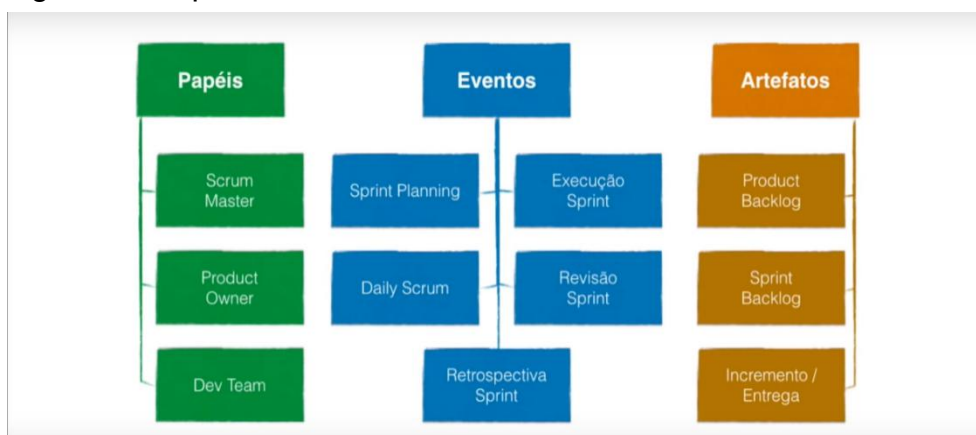 Papéis
Scrum
Master
Product
Owner
Dev Team
Eventos
Sprint Planning
Execução
Sprint
Daily Scrum
Revisão
Sprint
Retrospectiva
Sprint
Artefatos
Product
Backlog
Sprint
Backlog
Incremento /
Entrega